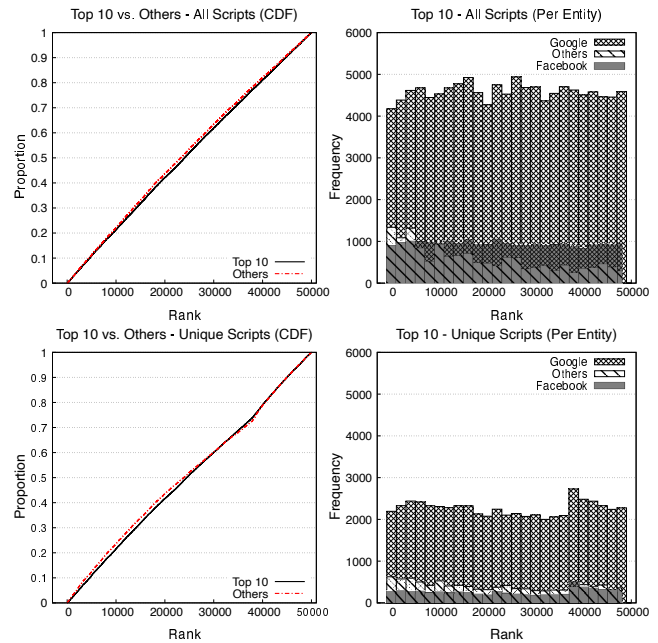 Top 10 vs. Others - All Scripts (CDF)
Proportion
1
0.9
0.8
0.7
0.6
0.5
0.4
0.3
0.2
0.1
0
Top 10
Others
0 10000 20000 30000 40000 50000
Rank
Top 10 - All Scripts (Per Entity)
Frequency
6000
5000
4000
3000
2000
1000
0
Google
Others
Facebook
0 10000 20000 30000 40000 50000
Rank
Top 10 vs. Others - Unique Scripts (CDF)
Proportion
1
0.9
0.8
0.7
0.6
0.5
0.4
0.3
0.2
0.1
0
Top 10
Others
0 10000 20000 30000 40000 50000
Rank
Top 10 - Unique Scripts (Per Entity)
Frequency
6000
5000
4000
3000
2000
1000
0
Google
Others
Facebook
0 10000 20000 30000 40000 50000
Rank